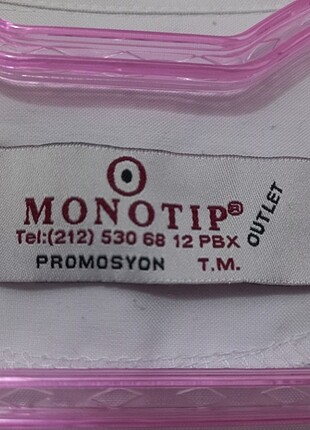 MONOTIP®
Tel:(212) 530 68 12 PBX
PROMOSYON T.M.
OUTLET